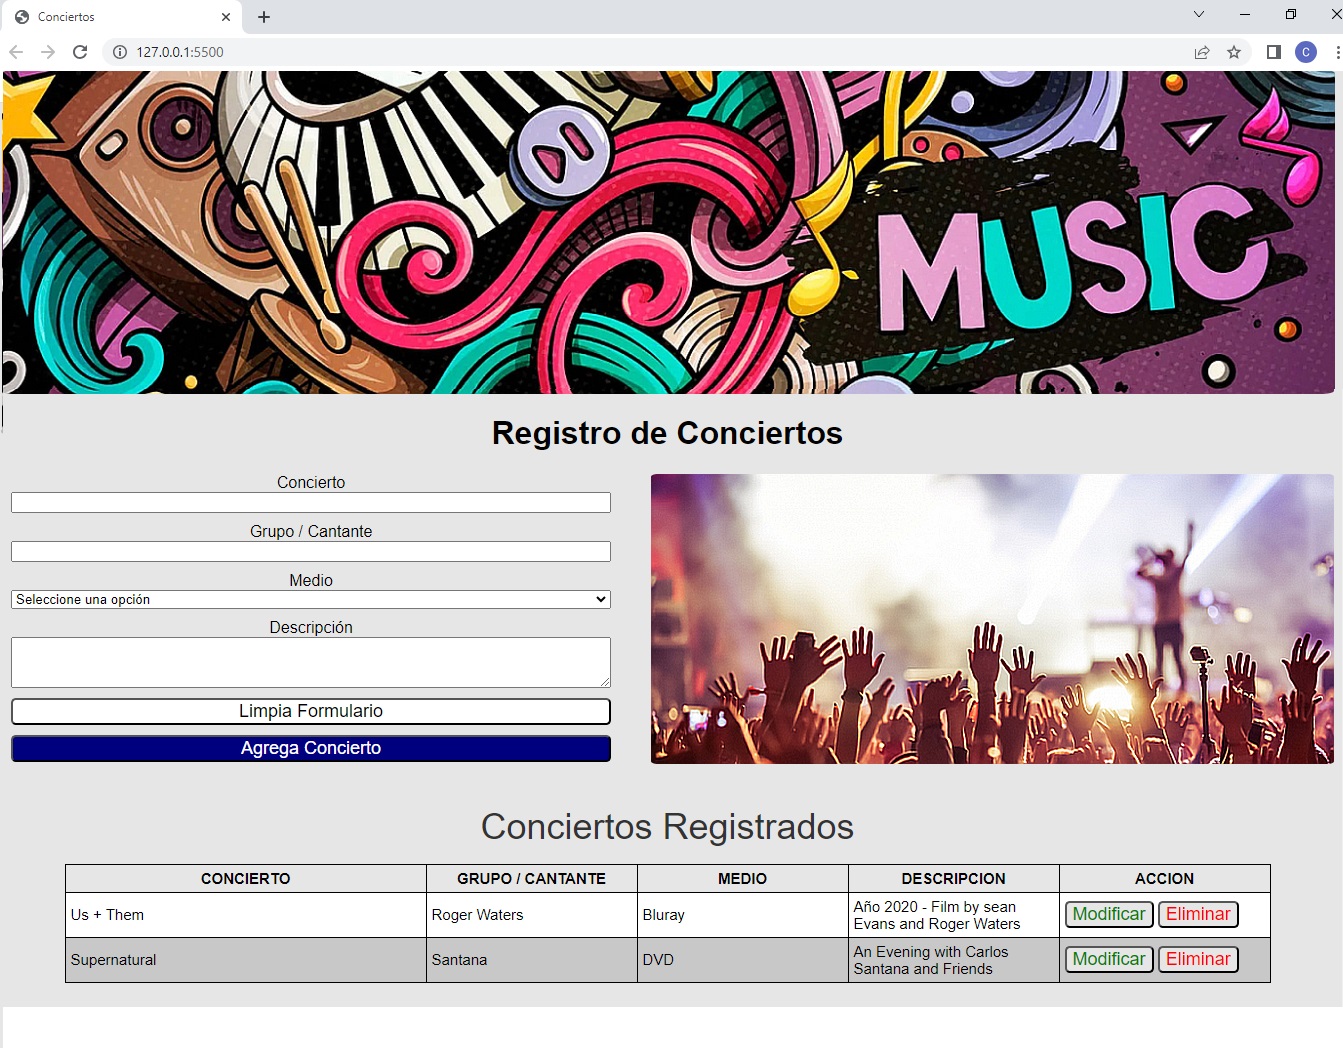 Conciertos
127.0.0.1:5500
C
MUSIC
Registro de Conciertos
Concierto
Grupo / Cantante
Medio
Seleccione una opción
Descripción
Limpia Formulario
Agrega Concierto
Conciertos Registrados
CONCIERTO GRUPO / CANTANTE MEDIO DESCRIPCION ACCION
Us + Them Roger Waters Bluray Año 2020 - Film by sean
Evans and Roger Waters Modificar Eliminar
Supernatural Santana DVD An Evening with Carlos
Santana and Friends Modificar Eliminar